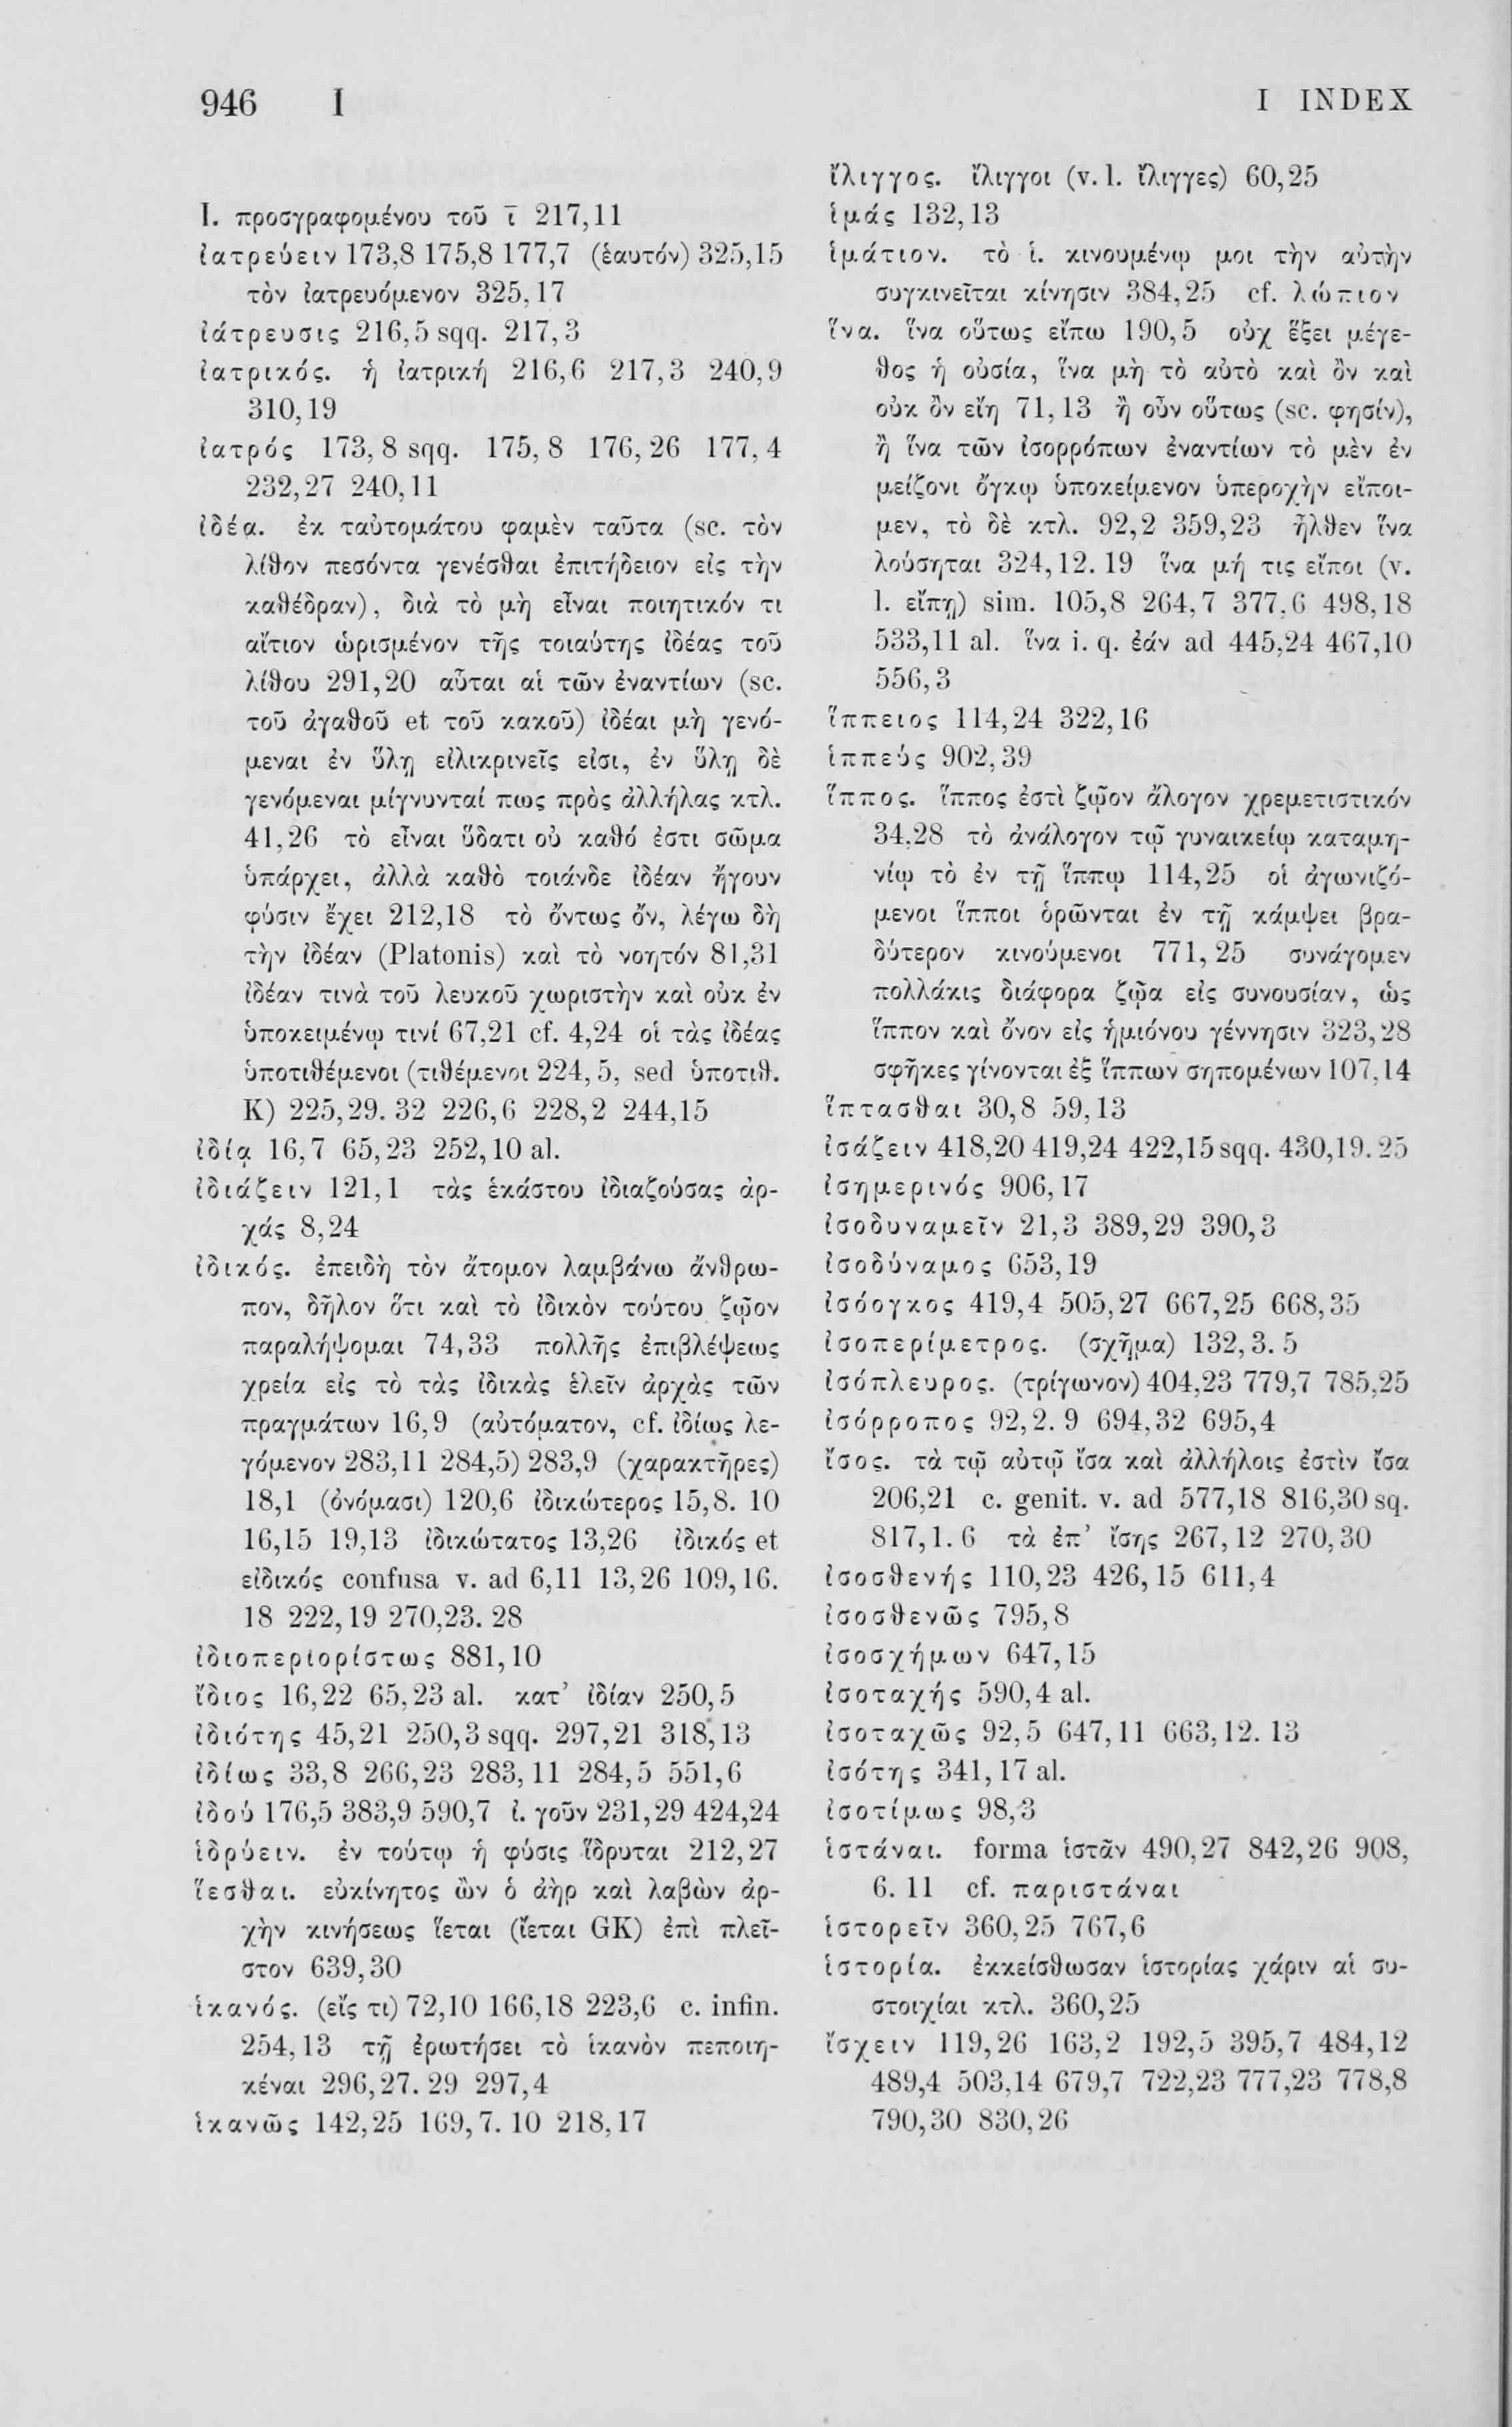 946 I
I INDEX
Ι. προσγραφομένου τοῦ ῑ 217,11
ἰατρεύειν 173,8 175,8 177,7 (ἑαυτόν) 325,15
τὸν ἰατρευόμενον 325,17
ἰάτρευσις 216,5 sqq. 217,3
ἰατρικός. ἡ ἰατρική 216,6 217,3 240,9
310,19
ἰατρός 173,8 sqq. 175,8 176,26 177,4
232,27 240,11
ἰδέα. ἐκ ταὐτομάτου φαμὲν ταῦτα (sc. τὸν
λίθον πεσόντα γενέσθαι ἐπιτήδειον εἰς τὴν
καθέδραν), διὰ τὸ μὴ εἶναι ποιητικόν τι
αἴτιον ὡρισμένον τῆς τοιαύτης ἰδέας τοῦ
λίθου 291,20 αὗται αἱ τῶν ἐναντίων (sc.
τοῦ ἀγαθοῦ et τοῦ κακοῦ) ἰδέαι μὴ γενό-
μεναι ἐν ὕλῃ εἰλικρινεῖς εἰσι, ἐν ὕλῃ δὲ
γενόμεναι μίγνυνταί πως πρὸς ἀλλήλας κτλ.
41,26 τὸ εἶναι ὕδατι οὐ καθό ἐστι σῶμα
ὑπάρχει, ἀλλὰ καθὸ τοιάνδε ἰδέαν ἤγουν
φύσιν ἔχει 212,18 τὸ ὄντως ὄν, λέγω δὴ
τὴν ἰδέαν (Platonis) καὶ τὸ νοητόν 81,31
ἰδέαν τινὰ τοῦ λευκοῦ χωριστὴν καὶ οὐκ ἐν
ὑποκειμένῳ τινί 67,21 cf. 4,24 οἱ τὰς ἰδέας
ὑποτιθέμενοι (τιθέμενοι 224,5, sed ὑποτιθ.
K) 225,29. 32 226,6 228,2 244,15
ἰδίᾳ 16,7 65,23 252,10 al.
ἰδιάζειν 121,1 τὰς ἑκάστου ἰδιαζούσας ἀρ-
χάς 8,24
ἰδικός. ἐπειδὴ τὸν ἄτομον λαμβάνω ἄνθρω-
πον, δῆλον ὅτι καὶ τὸ ἰδικὸν τούτου ζῷον
παραλήψομαι 74,33 πολλῆς ἐπιβλέψεως
χρεία εἰς τὸ τὰς ἰδικὰς ἑλεῖν ἀρχὰς τῶν
πραγμάτων 16,9 (αὐτόματον, cf. ἰδίως λε-
γόμενον 283,11 284,5) 283,9 (χαρακτῆρες)
18,1 (ὀνόμασι) 120,6 ἰδικώτερος 15,8. 10
16,15 19,13 ἰδικώτατος 13,26 ἰδικός et
εἰδικός confusa v. ad 6,11 13,26 109,16.
18 222,19 270,23. 28
ἰδιοπεριορίστως 881,10
ἴδιος 16,22 65,23 al. κατ’ ἰδίαν 250,5
ἰδιότης 45,21 250,3 sqq. 297,21 318,13
ἰδίως 33,8 266,23 283,11 284,5 551,6
ἰδού 176,5 383,9 590,7 ἰ. γοῦν 231,29 424,24
ἱδρύειν. ἐν τούτῳ ἡ φύσις ἵδρυται 212,27
ἵεσθαι. εὐκίνητος ὢν ὁ ἀὴρ καὶ λαβὼν ἀρ-
χὴν κινήσεως ἵεται (ἴεται GK) ἐπὶ πλεῖ-
στον 639,30
ἱκανός. (εἴς τι) 72,10 166,18 223,6 c. infin.
254,13 τῇ ἐρωτήσει τὸ ἱκανὸν πεποιη-
κέναι 296,27. 29 297,4
ἱκανῶς 142,25 169,7. 10 218,17
ἴλιγγος. ἴλιγγοι (v. l. ἴλιγγες) 60,25
ἱμάς 132,13
ἱμάτιον. τὸ ἱ. κινουμένῳ μοι τὴν αὐτὴν
συγκινεῖται κίνησιν 384,25 cf. λώπιον
ἵνα. ἵνα οὕτως εἴπω 190,5 οὐχ ἕξει μέγε-
θος ἡ οὐσία, ἵνα μὴ τὸ αὐτὸ καὶ ὂν καὶ
οὐκ ὂν εἴη 71,13 ἢ οὖν οὕτως (sc. φησίν),
ἢ ἵνα τῶν ἰσορρόπων ἐναντίων τὸ μὲν ἐν
μείζονι ὄγκῳ ὑποκείμενον ὑπεροχὴν εἴποι-
μεν, τὸ δὲ κτλ. 92,2 359,23 ἦλθεν ἵνα
λούσηται 324,12. 19 ἵνα μή τις εἴποι (v.
l. εἴπῃ) sim. 105,8 264,7 377,6 498,18
533,11 al. ἵνα i. q. ἐάν ad 445,24 467,10
556,3
ἵππειος 114,24 322,16
ἱππεύς 902,39
ἵππος. ἵππος ἐστὶ ζῷον ἄλογον χρεμετιστικόν
34,28 τὸ ἀνάλογον τῷ γυναικείῳ καταμη-
νίῳ τὸ ἐν τῇ ἵππῳ 114,25 οἱ ἀγωνιζό-
μενοι ἵπποι ὁρῶνται ἐν τῇ κάμψει βρα-
δύτερον κινούμενοι 771,25 συνάγομεν
πολλάκις διάφορα ζῷα εἰς συνουσίαν, ὡς
ἵππον καὶ ὄνον εἰς ἡμιόνου γέννησιν 323,28
σφῆκες γίνονται ἐξ ἵππων σηπομένων 107,14
ἵπτασθαι 30,8 59,13
ἰσάζειν 418,20 419,24 422,15 sqq. 430,19. 25
ἰσημερινός 906,17
ἰσοδυναμεῖν 21,3 389,29 390,3
ἰσοδύναμος 653,19
ἰσόογκος 419,4 505,27 667,25 668,35
ἰσοπερίμετρος. (σχῆμα) 132,3. 5
ἰσόπλευρος. (τρίγωνον) 404,23 779,7 785,25
ἰσόρροπος 92,2. 9 694,32 695,4
ἴσος. τὰ τῷ αὐτῷ ἴσα καὶ ἀλλήλοις ἐστὶν ἴσα
206,21 c. genit. v. ad 577,18 816,30 sq.
817,1. 6 τὰ ἐπ’ ἴσης 267,12 270,30
ἰσοσθενής 110,23 426,15 611,4
ἰσοσθενῶς 795,8
ἰσοσχήμων 647,15
ἰσοταχής 590,4 al.
ἰσοταχῶς 92,5 647,11 663,12. 13
ἰσότης 341,17 al.
ἰσοτίμως 98,3
ἱστάναι. forma ἱστᾶν 490,27 842,26 908,
6. 11 cf. παριστάναι
ἱστορεῖν 360,25 767,6
ἱστορία. ἐκκείσθωσαν ἱστορίας χάριν αἱ συ-
στοιχίαι κτλ. 360,25
ἴσχειν 119,26 163,2 192,5 395,7 484,12
489,4 503,14 679,7 722,23 777,23 778,8
790,30 830,26